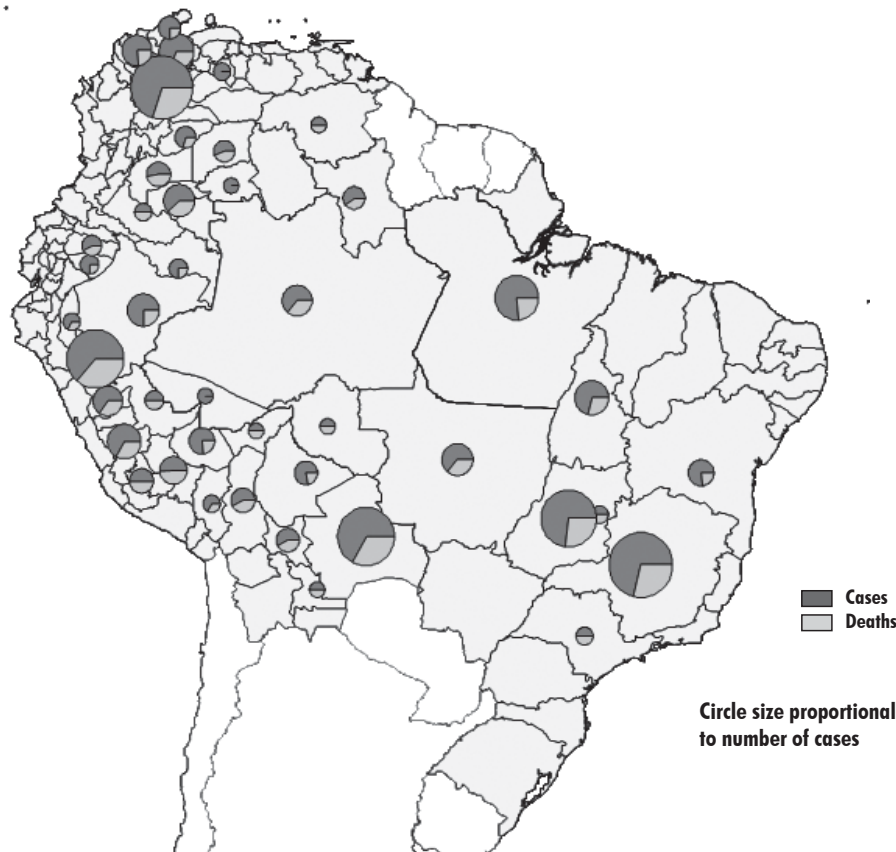 Cases
Deaths
Circle size proportional
to number of cases